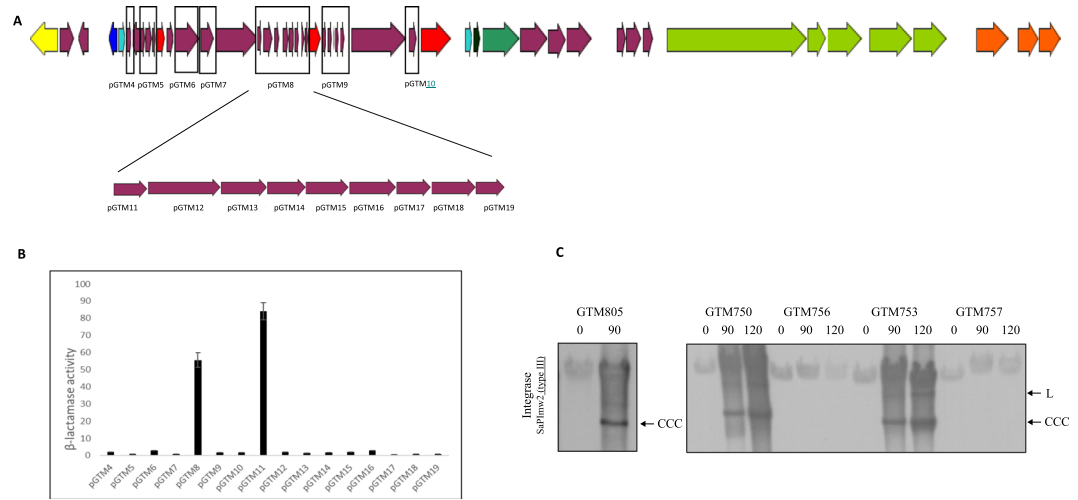 A
pGTM4 pGTM5 pGTM6 pGTM7 pGTM8 pGTM9 pGTM10
pGTM11 pGTM12 pGTM13 pGTM14 pGTM15 pGTM16 pGTM17 pGTM18 pGTM19
B
β-lactamase activity
100
90
80
70
60
50
40
30
20
10
0
pGTM4 pGTM5 pGTM6 pGTM7 pGTM8 pGTM9 pGTM10 pGTM11 pGTM12 pGTM13 pGTM14 pGTM15 pGTM16 pGTM17 pGTM18 pGTM19
C
GTM805 GTM750 GTM756 GTM753 GTM757
0 90 0 90 120 0 90 120 0 90 120 0 90 120
Integrase
SaPImw2 (type III)
CCC
L
CCC